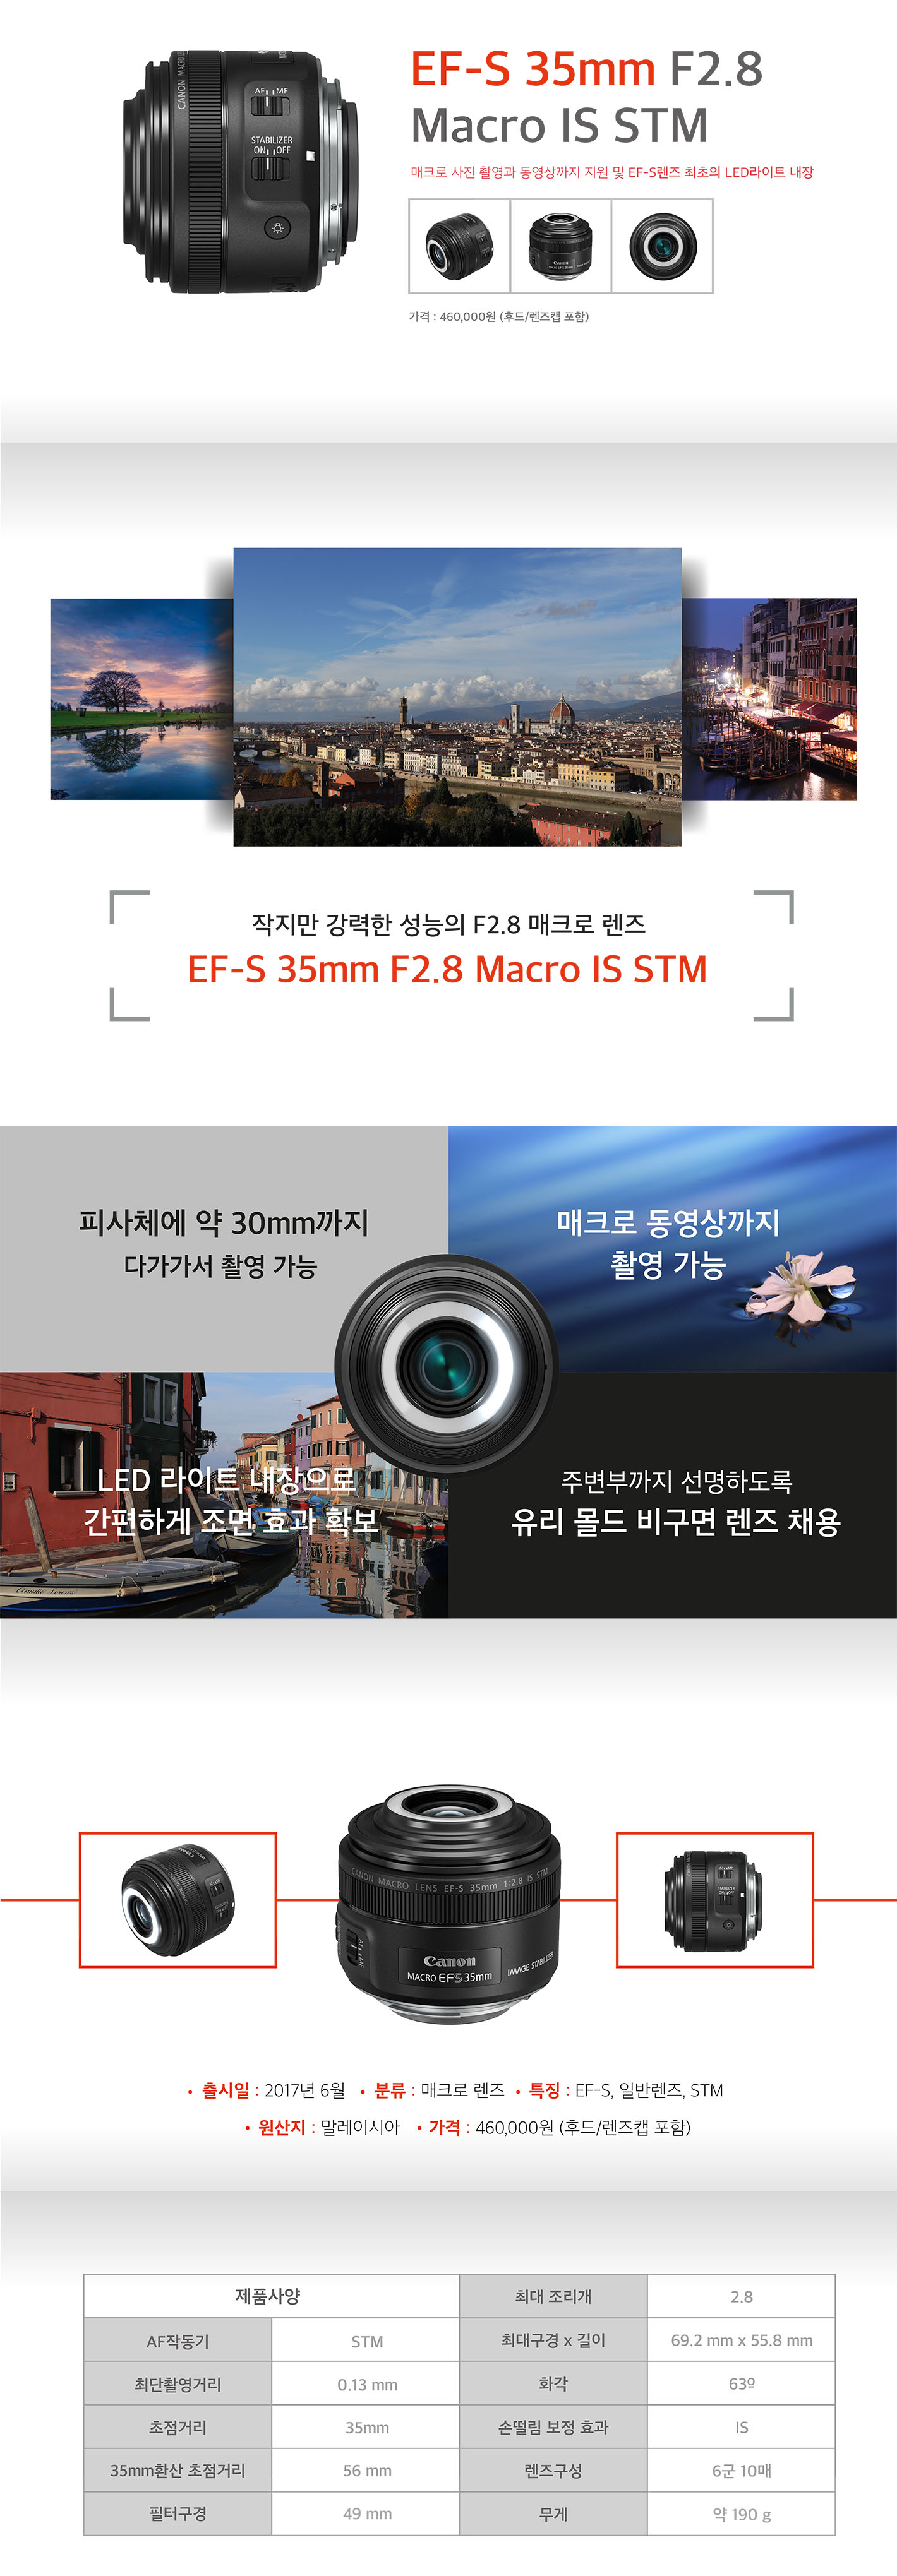 CANON MACRO
AF MF
STABILIZER
ON OFF
EF-S 35mm F2.8
Macro IS STM
매크로 사진 촬영과 동영상까지 지원 및 EF-S렌즈 최초의 LED라이트 내장
가격 : 460,000원 (후드/렌즈캡 포함)
작지만 강력한 성능의 F2.8 매크로 렌즈
EF-S 35mm F2.8 Macro IS STM
피사체에 약 30mm까지
다가가서 촬영 가능
매크로 동영상까지
촬영 가능
LED 라이트 내장으로
간편하게 조면 효과 확보
주변부까지 선명하도록
유리 몰드 비구면 렌즈 채용
CANON MACRO LENS EF-S 35mm 1:2.8 IS STM
AF MF
Canon
MACRO EFS 35mm
IMAGE STABILIZER
• 출시일 : 2017년 6월 • 분류 : 매크로 렌즈 • 특징 : EF-S, 일반렌즈, STM
• 원산지 : 말레이시아 • 가격 : 460,000원 (후드/렌즈캡 포함)
제품사양 최대 조리개 2.8
AF작동기 STM 최대구경 x 길이 69.2 mm x 55.8 mm
최단촬영거리 0.13 mm 화각 63º
초점거리 35mm 손떨림 보정 효과 IS
35mm환산 초점거리 56 mm 렌즈구성 6군 10매
필터구경 49 mm 무게 약 190 g